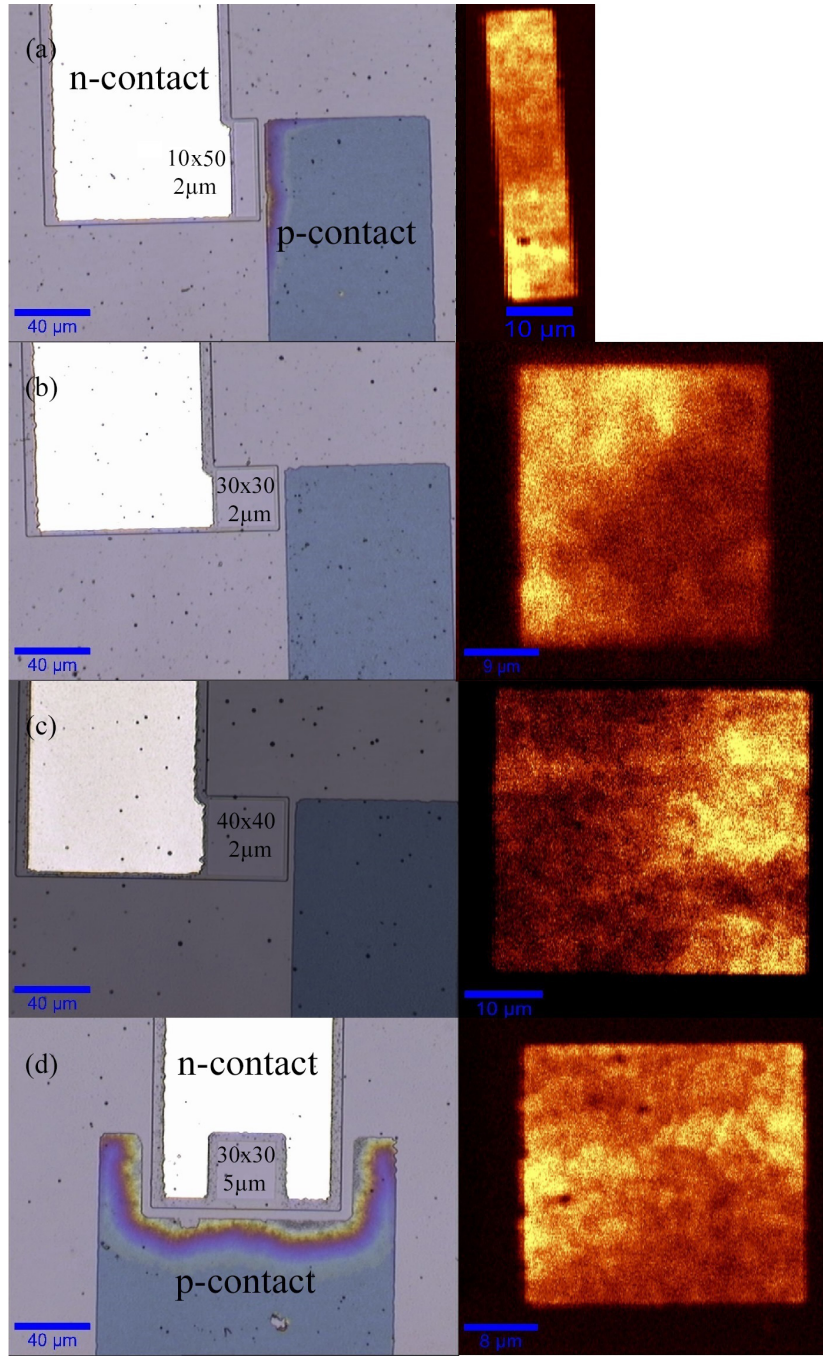 (a)
n-contact
10x50
2µm
p-contact
40 µm
10 µm
(b)
30x30
2µm
40 µm
9 µm
(c)
40x40
2µm
40 µm
10 µm
(d)
n-contact
30x30
5µm
p-contact
40 µm
8 µm